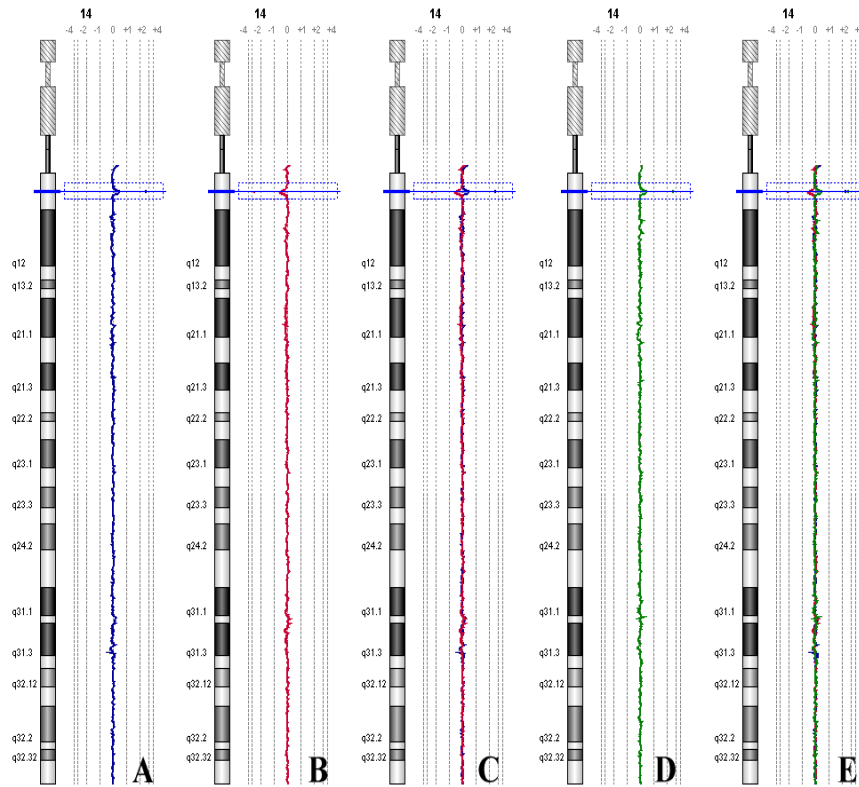 14
-4 -2 -1 0 +1 +2 +4
q12
q13.2
q21.1
q21.3
q22.2
q23.1
q23.3
q24.2
q31.1
q31.3
q32.12
q32.2
q32.32
A
14
-4 -2 -1 0 +1 +2 +4
q12
q13.2
q21.1
q21.3
q22.2
q23.1
q23.3
q24.2
q31.1
q31.3
q32.12
q32.2
q32.32
B
14
-4 -2 -1 0 +1 +2 +4
q12
q13.2
q21.1
q21.3
q22.2
q23.1
q23.3
q24.2
q31.1
q31.3
q32.12
q32.2
q32.32
C
14
-4 -2 -1 0 +1 +2 +4
q12
q13.2
q21.1
q21.3
q22.2
q23.1
q23.3
q24.2
q31.1
q31.3
q32.12
q32.2
q32.32
D
14
-4 -2 -1 0 +1 +2 +4
q12
q13.2
q21.1
q21.3
q22.2
q23.1
q23.3
q24.2
q31.1
q31.3
q32.12
q32.2
q32.32
E